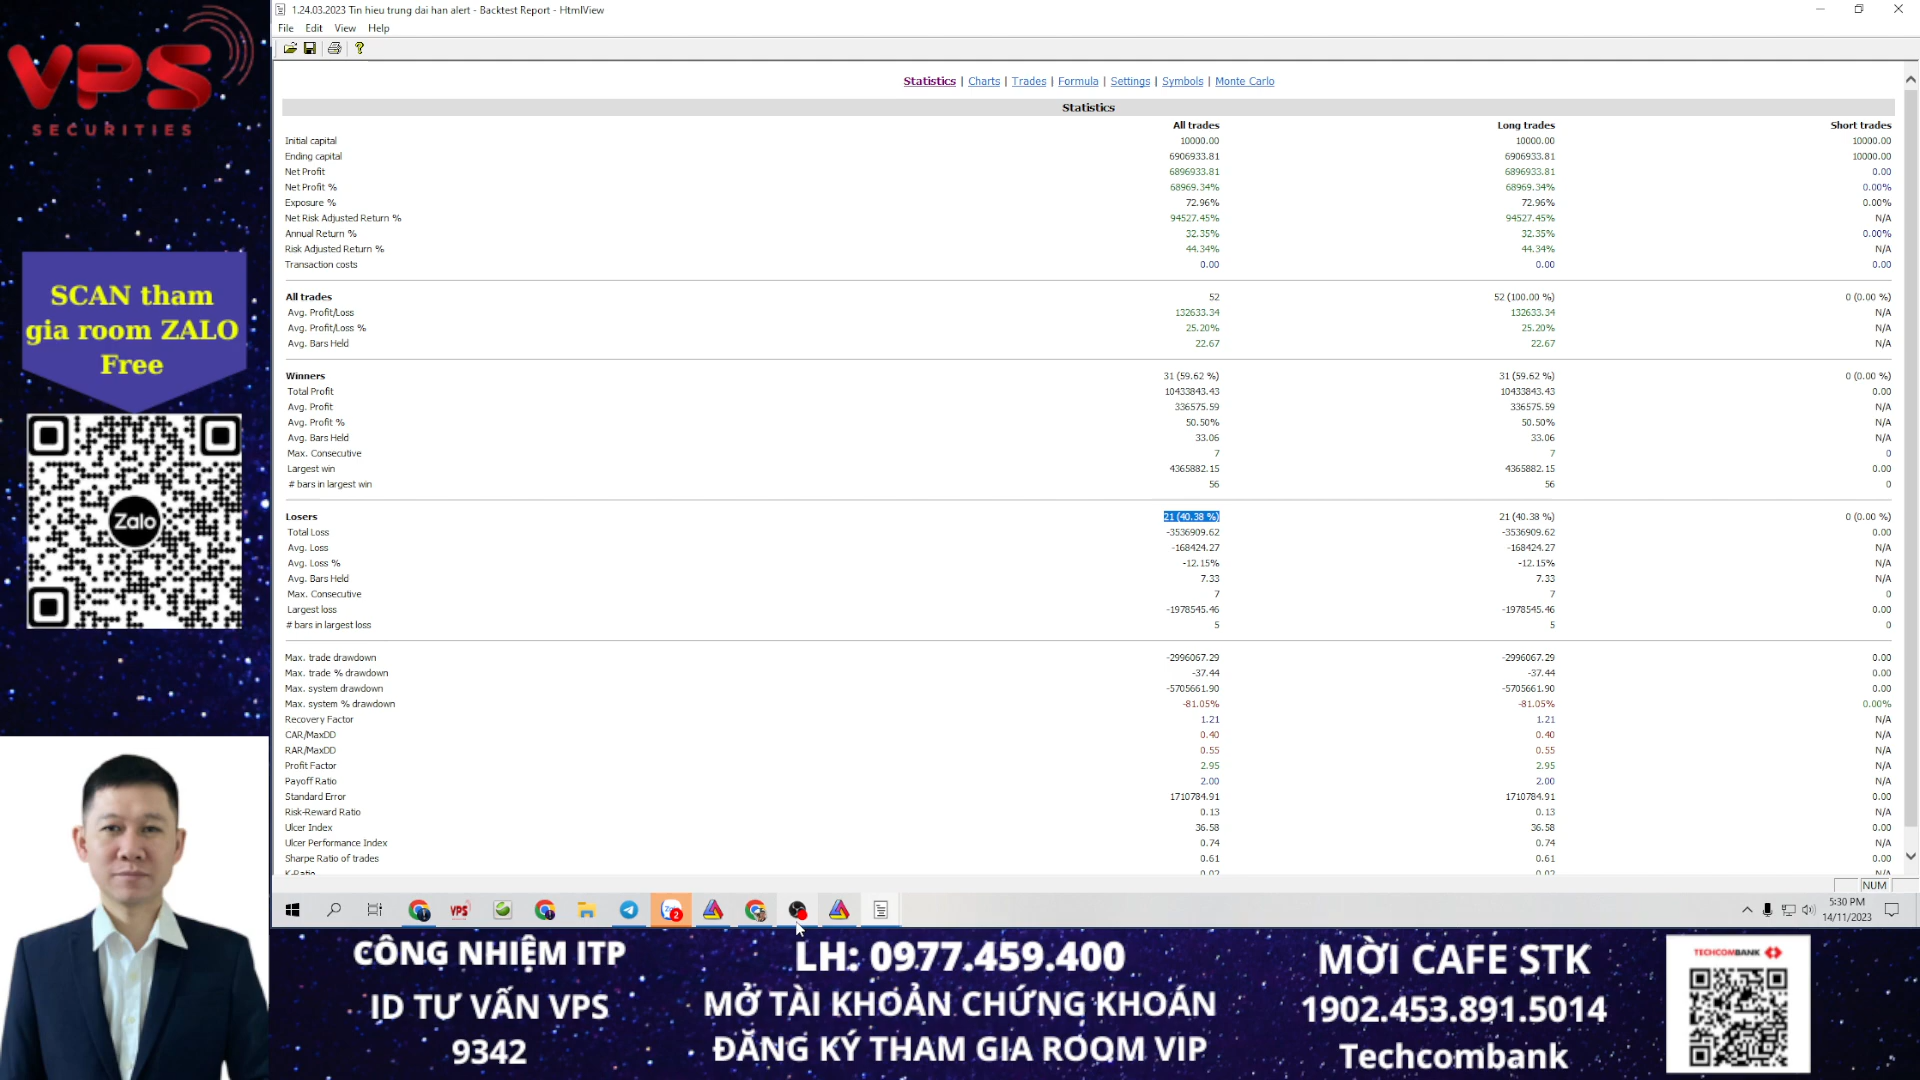 VPS
SECURITIES
SCAN tham
gia room ZALO
Free
Zalo
1.24.03.2023 Tin hieu trung dai han alert - Backtest Report - HtmlView
File Edit View Help
Statistics | Charts | Trades | Formula | Settings | Symbols | Monte Carlo
Statistics
All trades Long trades Short trades
Initial capital 10000.00 10000.00 10000.00
Ending capital 6906933.81 6906933.81 10000.00
Net Profit 6896933.81 6896933.81 0.00
Net Profit % 68969.34% 68969.34% 0.00%
Exposure % 72.96% 72.96% 0.00%
Net Risk Adjusted Return % 94527.45% 94527.45% N/A
Annual Return % 32.35% 32.35% 0.00%
Risk Adjusted Return % 44.34% 44.34% N/A
Transaction costs 0.00 0.00 0.00
All trades 52 52 (100.00 %) 0 (0.00 %)
Avg. Profit/Loss 132633.34 132633.34 N/A
Avg. Profit/Loss % 25.20% 25.20% N/A
Avg. Bars Held 22.67 22.67 N/A
Winners 31 (59.62 %) 31 (59.62 %) 0 (0.00 %)
Total Profit 10433843.43 10433843.43 0.00
Avg. Profit 336575.59 336575.59 N/A
Avg. Profit % 50.50% 50.50% N/A
Avg. Bars Held 33.06 33.06 N/A
Max. Consecutive 7 7 0
Largest win 4365882.15 4365882.15 0.00
# bars in largest win 56 56 0
Losers 21 (40.38 %) 21 (40.38 %) 0 (0.00 %)
Total Loss -3536909.62 -3536909.62 0.00
Avg. Loss -168424.27 -168424.27 N/A
Avg. Loss % -12.15% -12.15% N/A
Avg. Bars Held 7.33 7.33 N/A
Max. Consecutive 7 7 0
Largest loss -1978545.46 -1978545.46 0.00
# bars in largest loss 5 5 0
Max. trade drawdown -2996067.29 -2996067.29 0.00
Max. trade % drawdown -37.44 -37.44 0.00
Max. system drawdown -5705661.90 -5705661.90 0.00
Max. system % drawdown -81.05% -81.05% 0.00%
Recovery Factor 1.21 1.21 N/A
CAR/MaxDD 0.40 0.40 N/A
RAR/MaxDD 0.55 0.55 N/A
Profit Factor 2.95 2.95 N/A
Payoff Ratio 2.00 2.00 N/A
Standard Error 1710784.91 1710784.91 0.00
Risk-Reward Ratio 0.13 0.13 N/A
Ulcer Index 36.58 36.58 0.00
Ulcer Performance Index 0.74 0.74 N/A
Sharpe Ratio of trades 0.61 0.61 0.00
K-Ratio 0.02 0.02 N/A
NUM
VPS
2
5:30 PM
14/11/2023
CÔNG NHIỆM ITP
ID TƯ VẤN VPS
9342
LH: 0977.459.400
MỞ TÀI KHOẢN CHỨNG KHOÁN
ĐĂNG KÝ THAM GIA ROOM VIP
MỜI CAFE STK
1902.453.891.5014
Techcombank
TECHCOMBANK